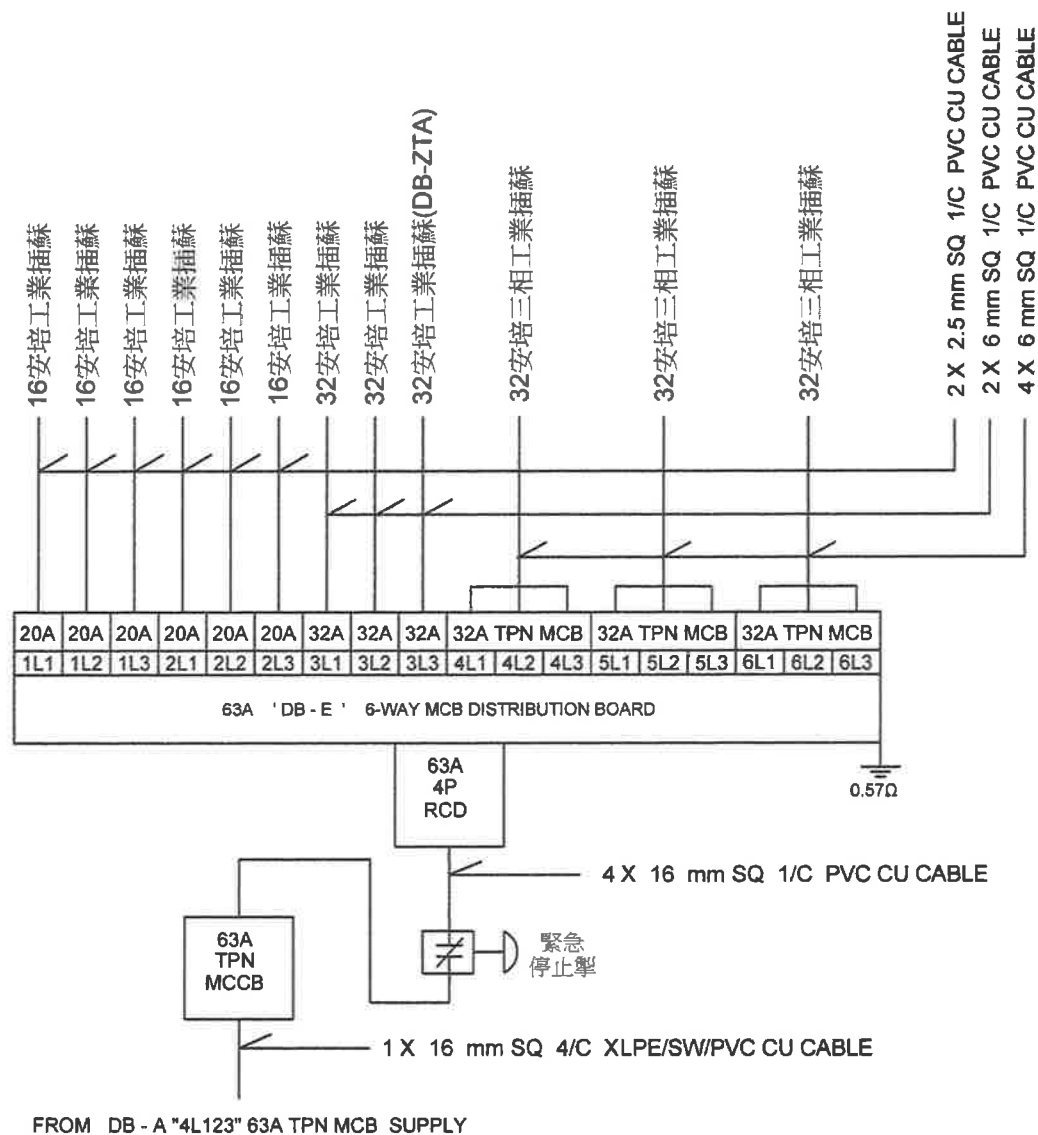 16安培工業插蘇
16安培工業插蘇
16安培工業插蘇
16安培工業插蘇
16安培工業插蘇
16安培工業插蘇
32安培工業插蘇
32安培工業插蘇
32安培工業插蘇(DB-ZTA)
32安培三相工業插蘇
32安培三相工業插蘇
32安培三相工業插蘇
2 X 2.5 mm SQ 1/C PVC CU CABLE
2 X 6 mm SQ 1/C PVC CU CABLE
4 X 6 mm SQ 1/C PVC CU CABLE
20A 20A 20A 20A 20A 20A 32A 32A 32A 32A TPN MCB 32A TPN MCB 32A TPN MCB
1L1 1L2 1L3 2L1 2L2 2L3 3L1 3L2 3L3 4L1 4L2 4L3 5L1 5L2 5L3 6L1 6L2 6L3
63A ' DB - E ' 6-WAY MCB DISTRIBUTION BOARD
0.57Ω
63A
4P
RCD
4 X 16 mm SQ 1/C PVC CU CABLE
63A
TPN
MCCB
緊急
停止掣
1 X 16 mm SQ 4/C XLPE/SW/PVC CU CABLE
FROM DB - A "4L123" 63A TPN MCB SUPPLY